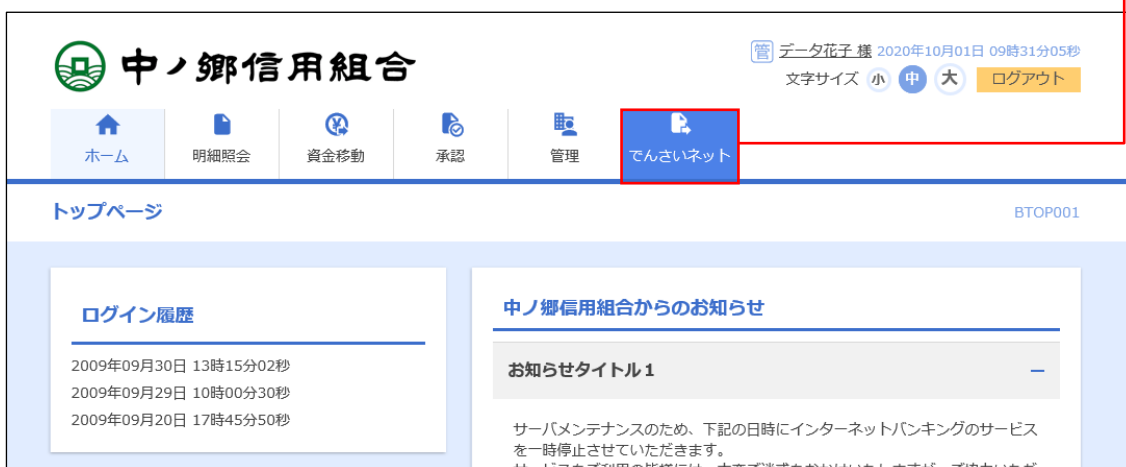 中ノ郷信用組合
管 データ花子 様 2020年10月01日 09時31分05秒
文字サイズ 小 中 大 ログアウト
ホーム 明細照会 資金移動 承認 管理 でんさいネット
トップページ BTOP001
ログイン履歴
2009年09月30日 13時15分02秒
2009年09月29日 10時00分30秒
2009年09月20日 17時45分50秒
中ノ郷信用組合からのお知らせ
お知らせタイトル1
サーバメンテナンスのため、下記の日時にインターネットバンキングのサービス
を一時停止させていただきます。